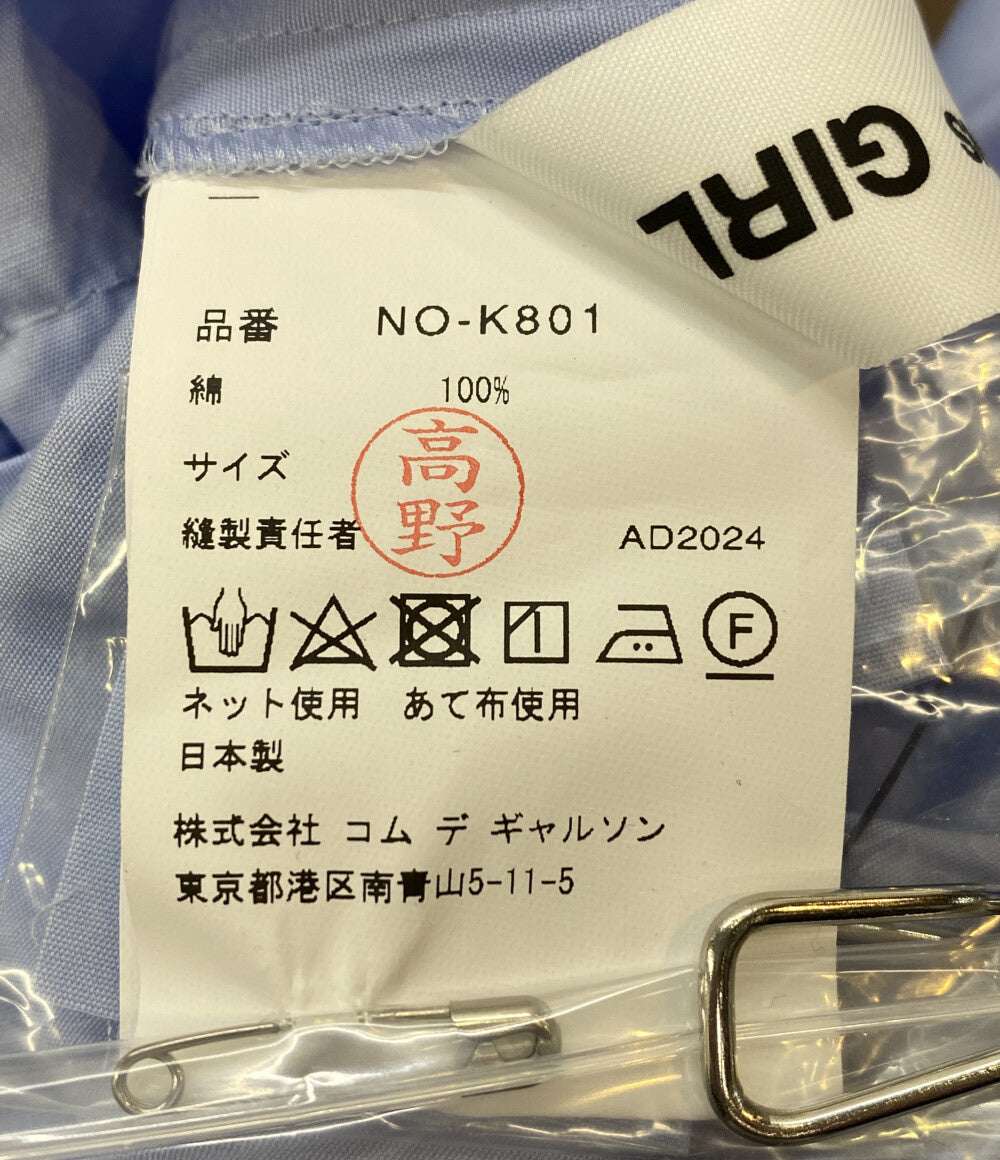 S GIRL
品番 NO-K801
綿 100%
サイズ
高野
縫製責任者 AD2024
F
ネット使用 あて布使用
日本製
株式会社 コム デ ギャルソン
東京都港区南青山5-11-5